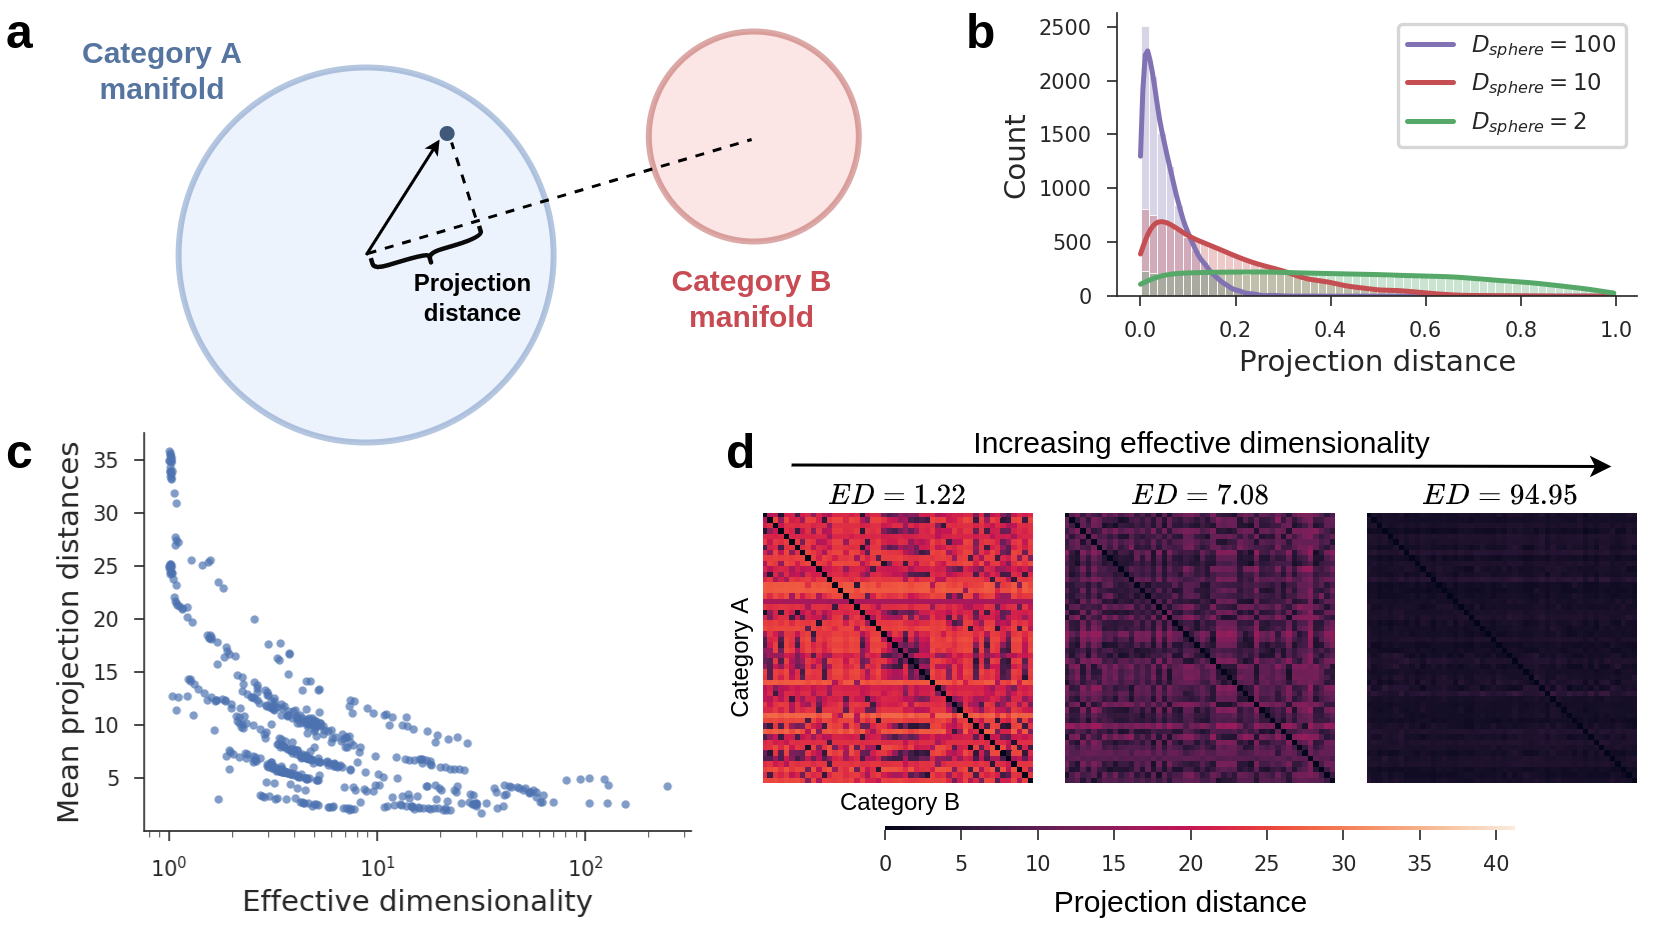 a
Category A
manifold
Projection
distance
Category B
manifold
b
Count
2500
2000
1500
1000
500
0
0.0 0.2 0.4 0.6 0.8 1.0
Projection distance
D_sphere = 100
D_sphere = 10
D_sphere = 2
c
Mean projection distances
35
30
25
20
15
10
5
10^0 10^1 10^2
Effective dimensionality
d
Increasing effective dimensionality
ED = 1.22 ED = 7.08 ED = 94.95
Category A
Category B
0 5 10 15 20 25 30 35 40
Projection distance